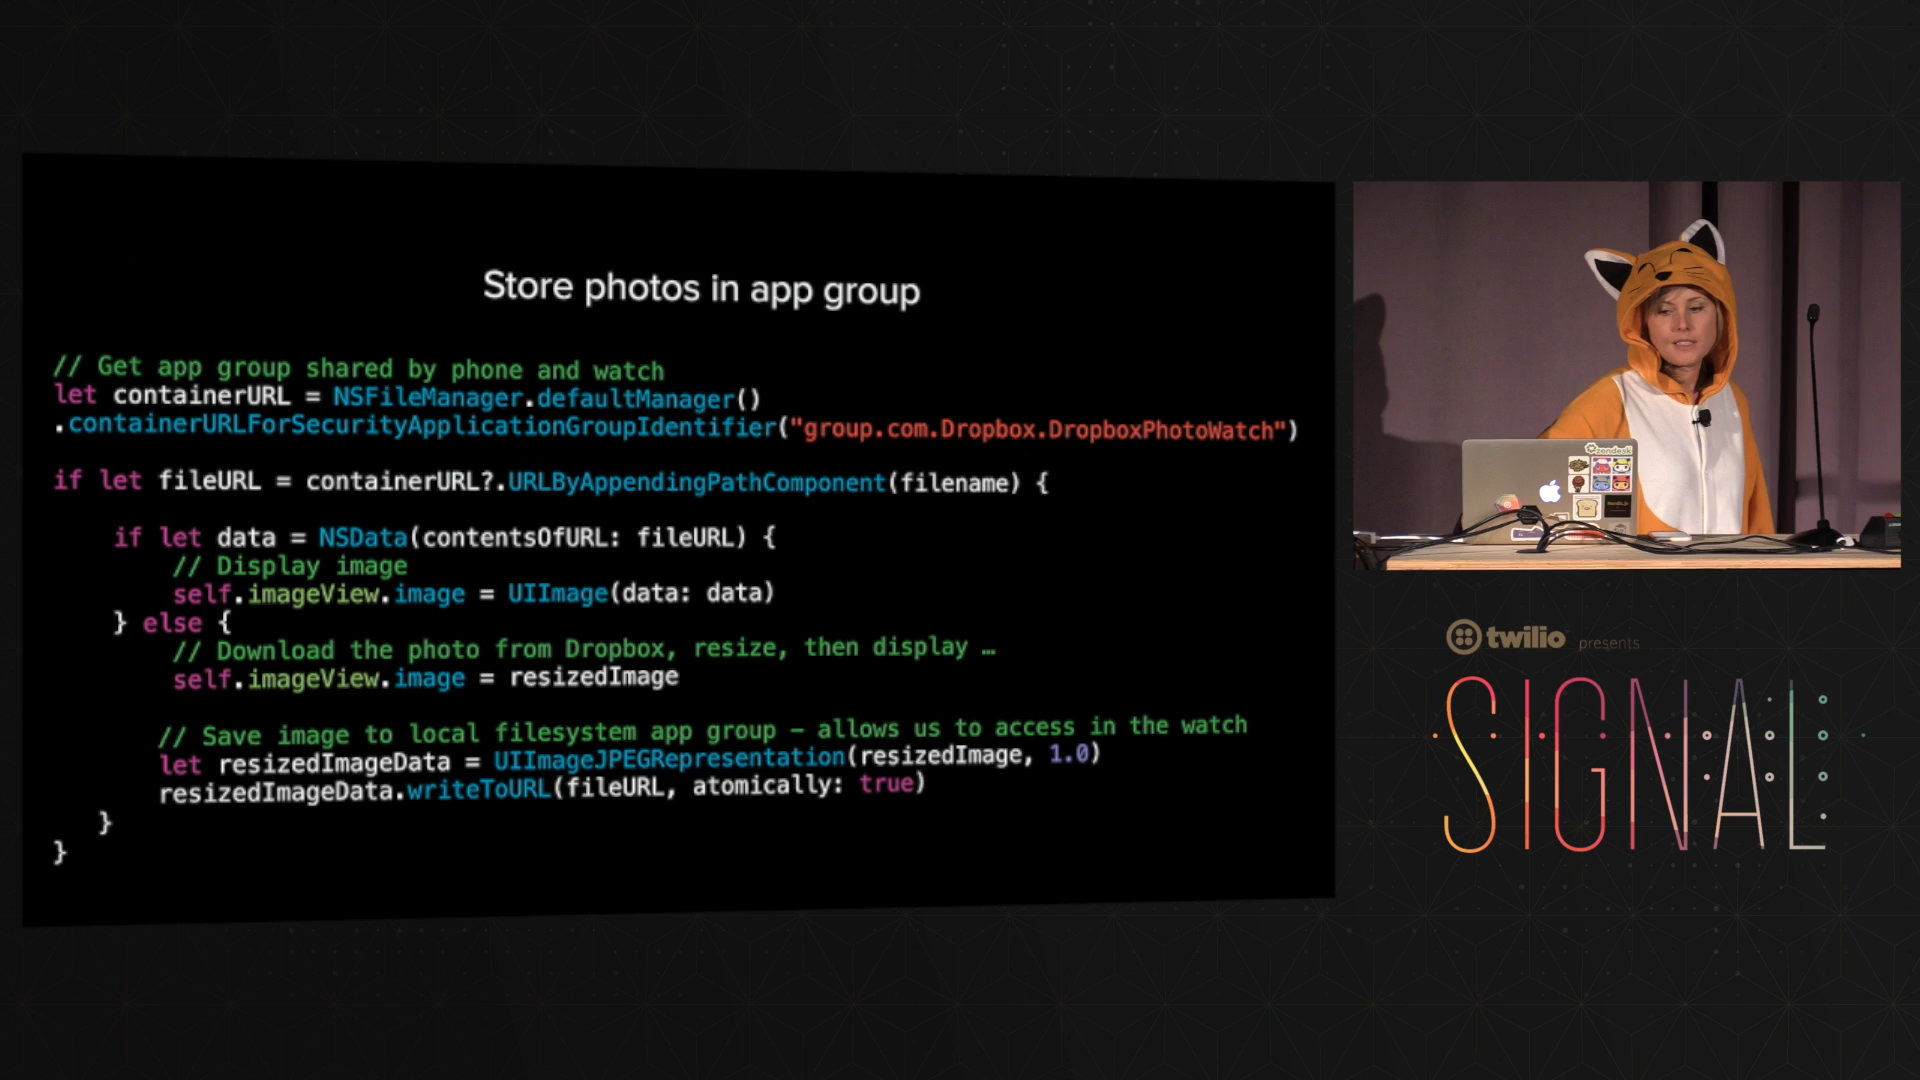 Store photos in app group
// Get app group shared by phone and watch
let containerURL = NSFileManager.defaultManager()
.containerURLForSecurityApplicationGroupIdentifier("group.com.Dropbox.DropboxPhotoWatch")
if let fileURL = containerURL?.URLByAppendingPathComponent(filename) {
if let data = NSData(contentsOfURL: fileURL) {
// Display image
self.imageView.image = UIImage(data: data)
} else {
// Download the photo from Dropbox, resize, then display …
self.imageView.image = resizedImage
// Save image to local filesystem app group – allows us to access in the watch
let resizedImageData = UIImageJPEGRepresentation(resizedImage, 1.0)
resizedImageData.writeToURL(fileURL, atomically: true)
}
}
zendesk
twilio presents
SIGNAL